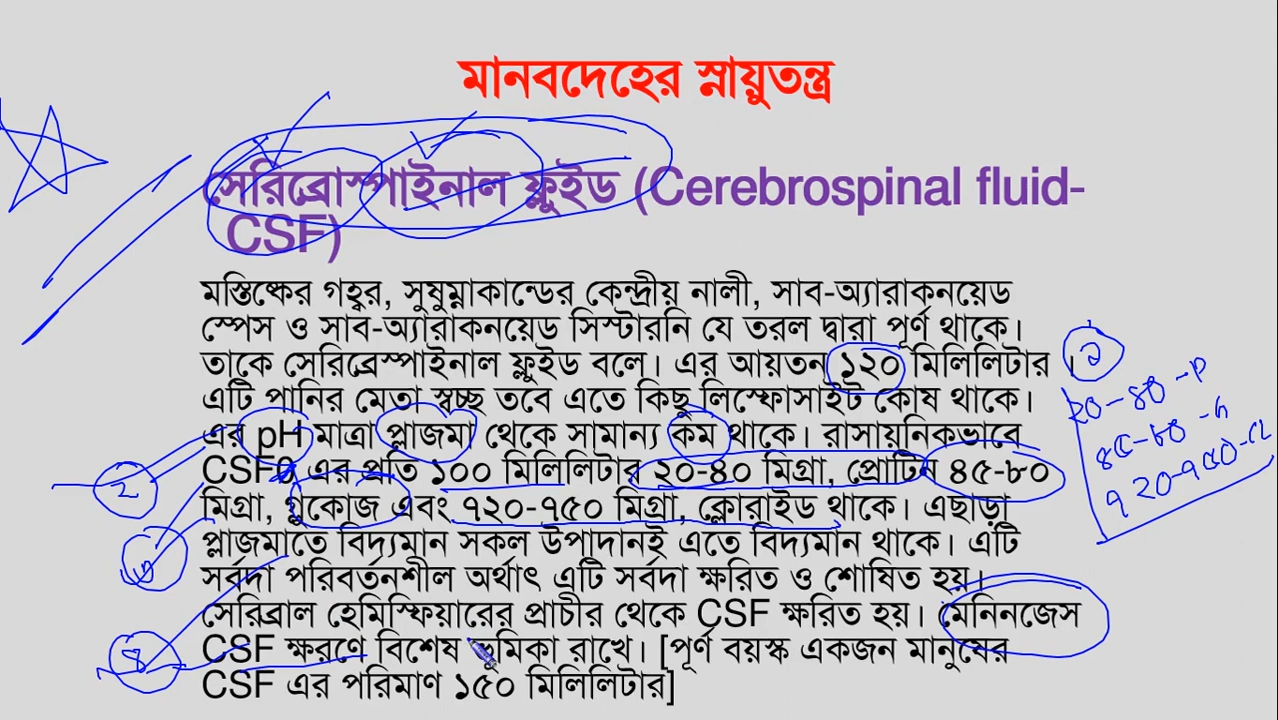 মানবদেহের স্নায়ুতন্ত্র
সেরিব্রোস্পাইনাল ফ্লুইড (Cerebrospinal fluid-
CSF)
মস্তিষ্কের গহ্বর, সুষুম্নাকান্ডের কেন্দ্রীয় নালী, সাব-অ্যারাকনয়েড
স্পেস ও সাব-অ্যারাকনয়েড সিস্টারনি যে তরল দ্বারা পূর্ণ থাকে।
তাকে সেরিব্রেস্পাইনাল ফ্লুইড বলে। এর আয়তন ১২০ মিলিলিটার ।
এটি পানির মেতা স্বচ্ছ তবে এতে কিছু লিম্ফোসাইট কোষ থাকে।
এর pH মাত্রা প্লাজমা থেকে সামান্য কম থাকে। রাসায়নিকভাবে
CSF এর প্রতি ১০০ মিলিলিটার ২০-৪০ মিগ্রা, প্রোটিন ৪৫-৮০
মিগ্রা, গ্লুকোজ এবং ৭২০-৭৫০ মিগ্রা, ক্লোরাইড থাকে। এছাড়া
প্লাজমাতে বিদ্যমান সকল উপাদানই এতে বিদ্যমান থাকে। এটি
সর্বদা পরিবর্তনশীল অর্থাৎ এটি সর্বদা ক্ষরিত ও শোষিত হয়।
সেরিব্রাল হেমিস্ফিয়ারের প্রাচীর থেকে CSF ক্ষরিত হয়। মেনিনজেস
CSF ক্ষরণে বিশেষ ভূমিকা রাখে। [পূর্ণ বয়স্ক একজন মানুষের
CSF এর পরিমাণ ১৫০ মিলিলিটার]